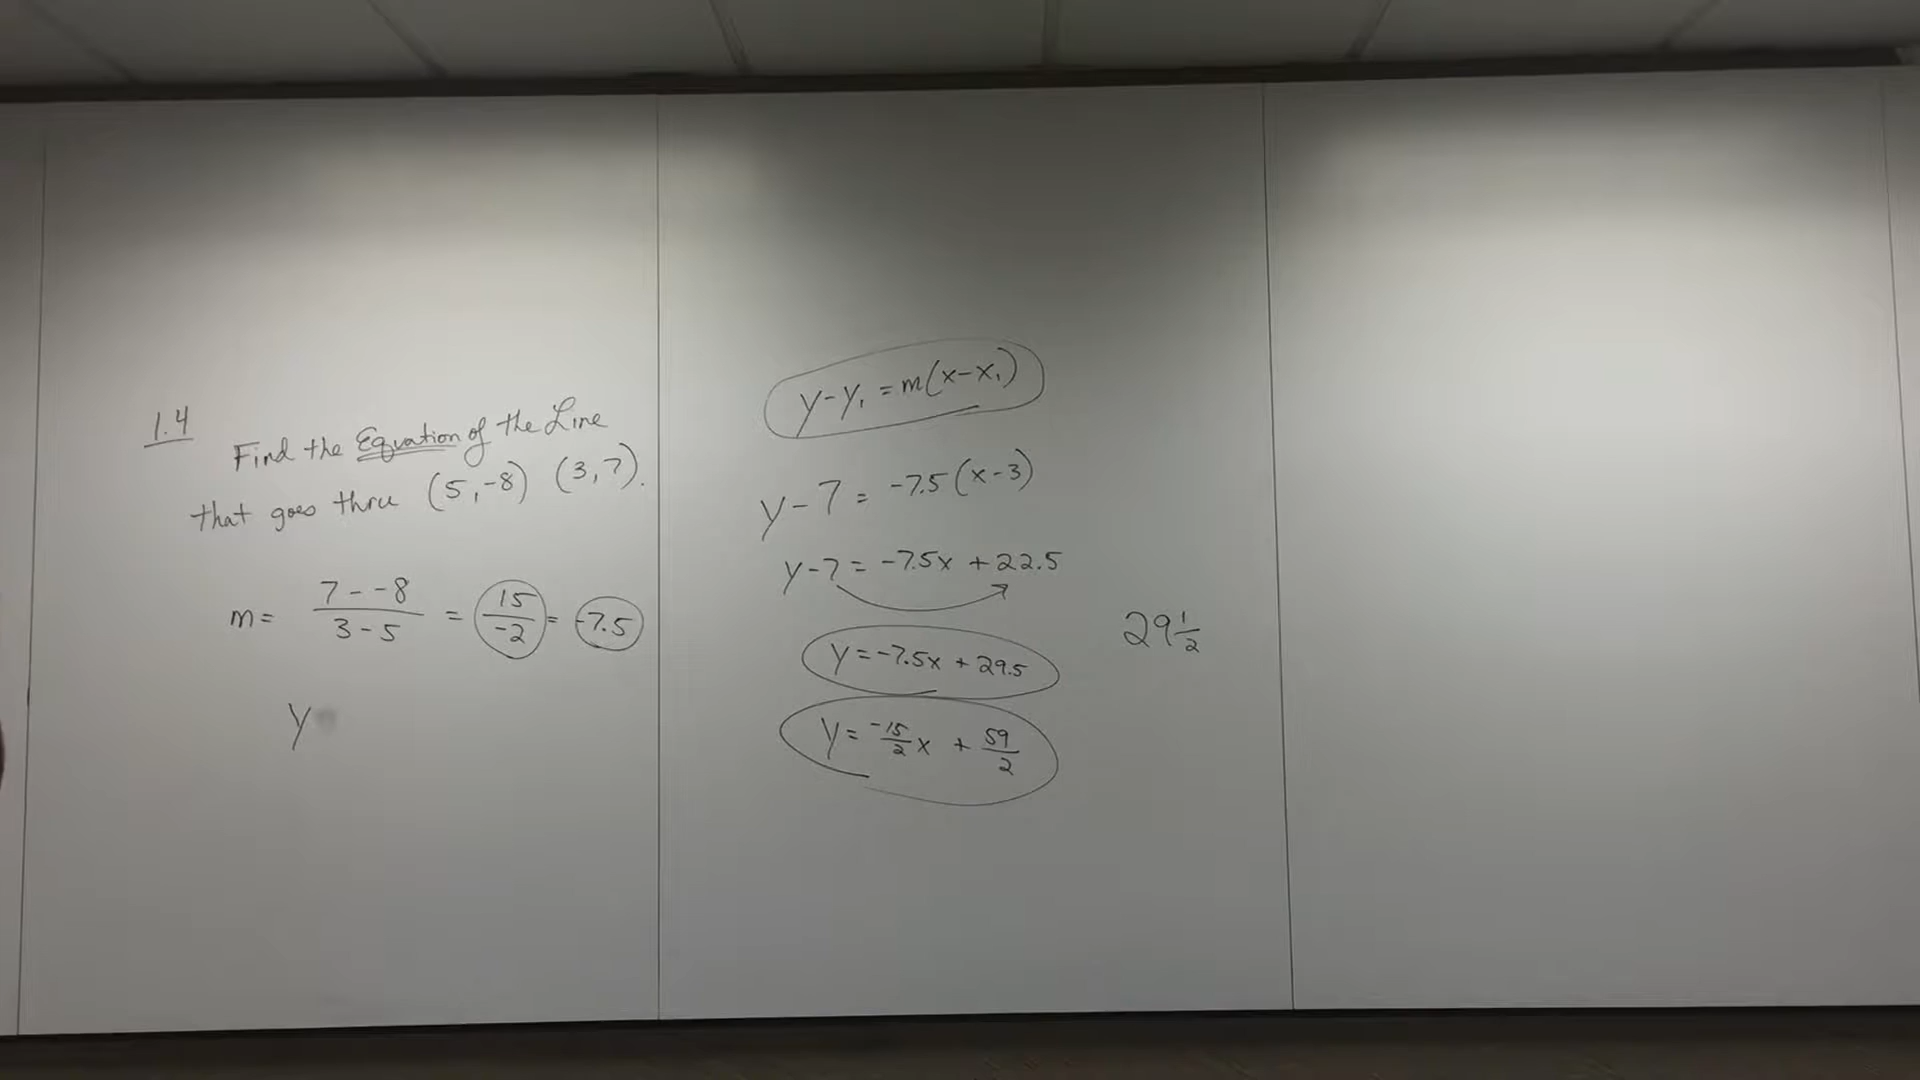 1.4
Find the Equation of the Line
that goes thru (5,-8) (3,7).
m = 7--8 / 3-5 = 15/-2 = -7.5
y
y-y₁ = m(x-x₁)
y-7 = -7.5(x-3)
y-7 = -7.5x +22.5
y = -7.5x + 29.5
y = -15/2 x + 59/2
29 1/2